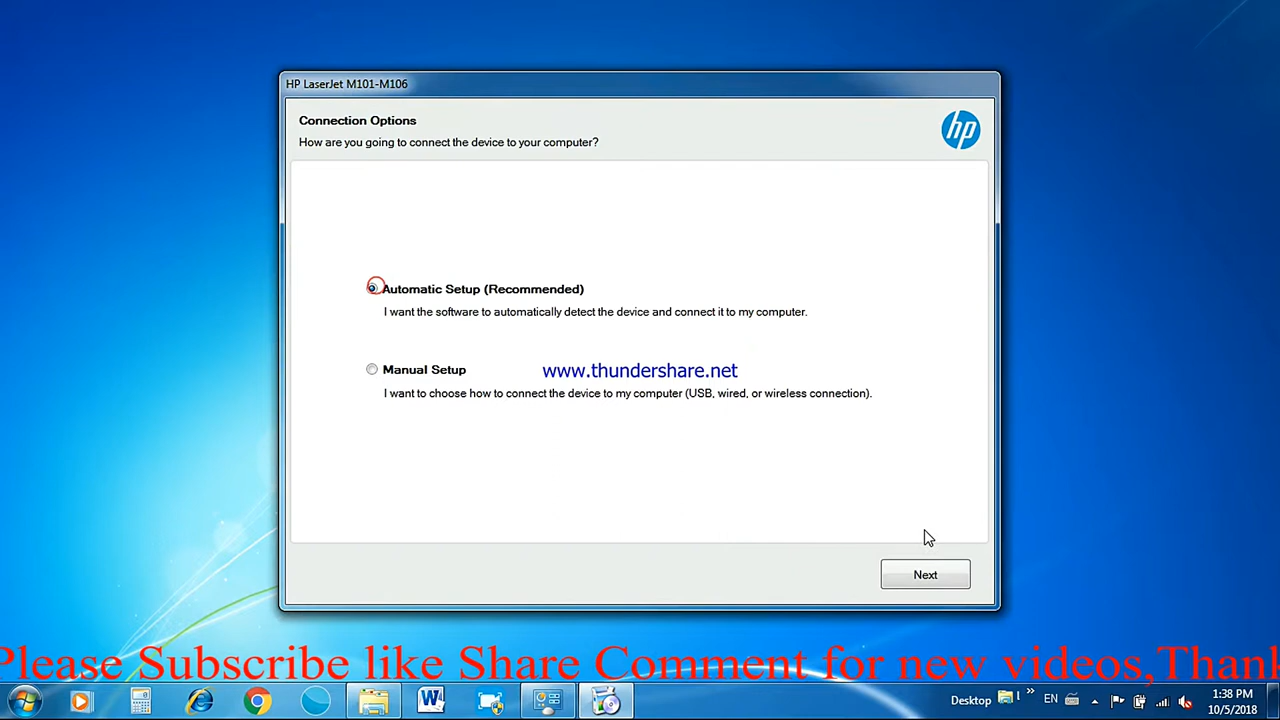 HP LaserJet M101-M106
Connection Options
How are you going to connect the device to your computer?
hp
Automatic Setup (Recommended)
I want the software to automatically detect the device and connect it to my computer.
Manual Setup
www.thundershare.net
I want to choose how to connect the device to my computer (USB, wired, or wireless connection).
Next
Please Subscribe like Share Comment for new videos,Thank
Desktop
EN
1:38 PM
10/5/2018